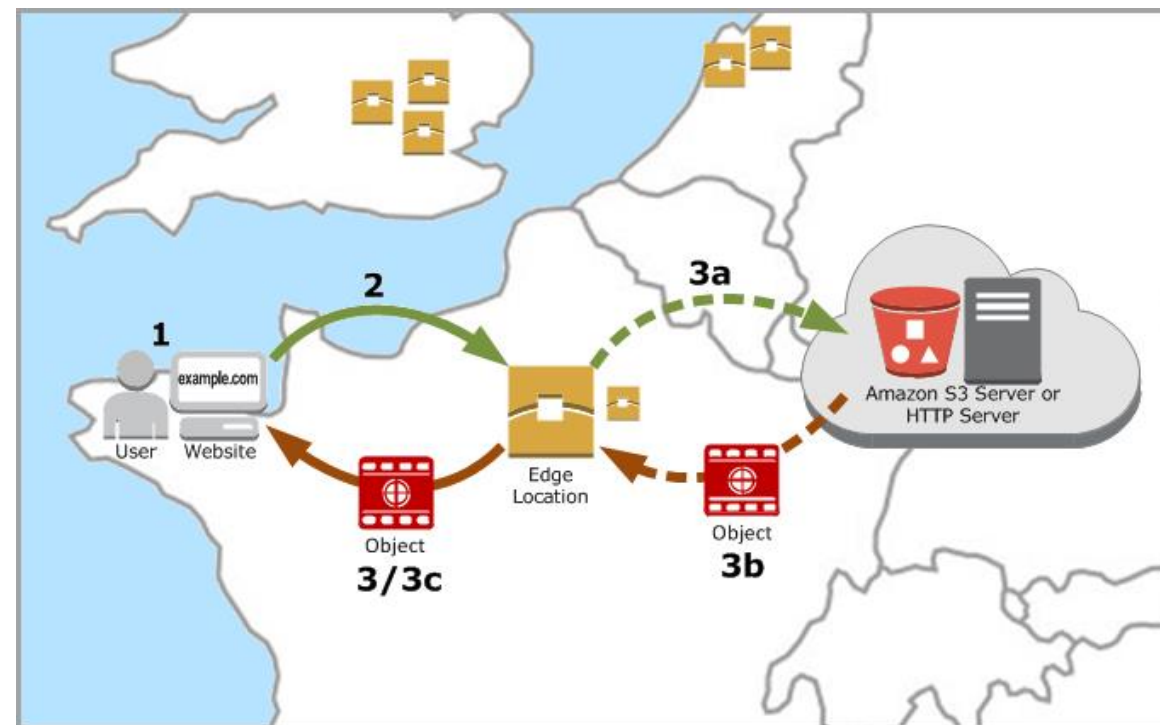 1
2
3a
example.com
User
Website
Edge
Location
Amazon S3 Server or
HTTP Server
Object
3/3c
Object
3b